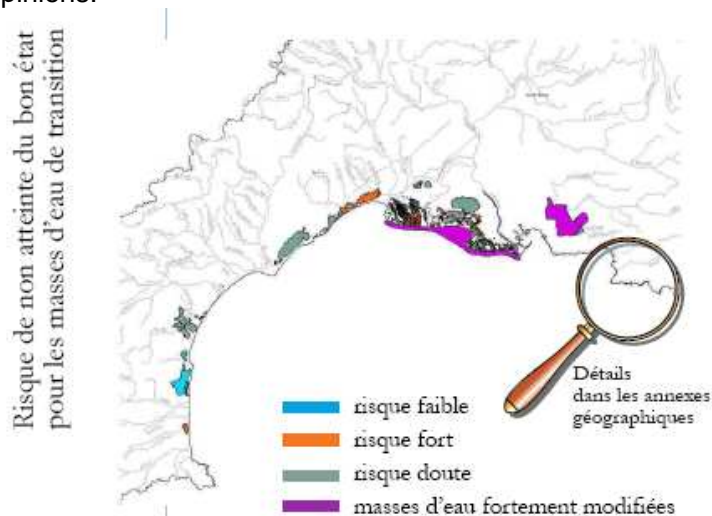 pinions.
Risque de non atteinte du bon état
pour les masses d'eau de transition
Détails
dans les annexes
géographiques
risque faible
risque fort
risque doute
masses d'eau fortement modifiées